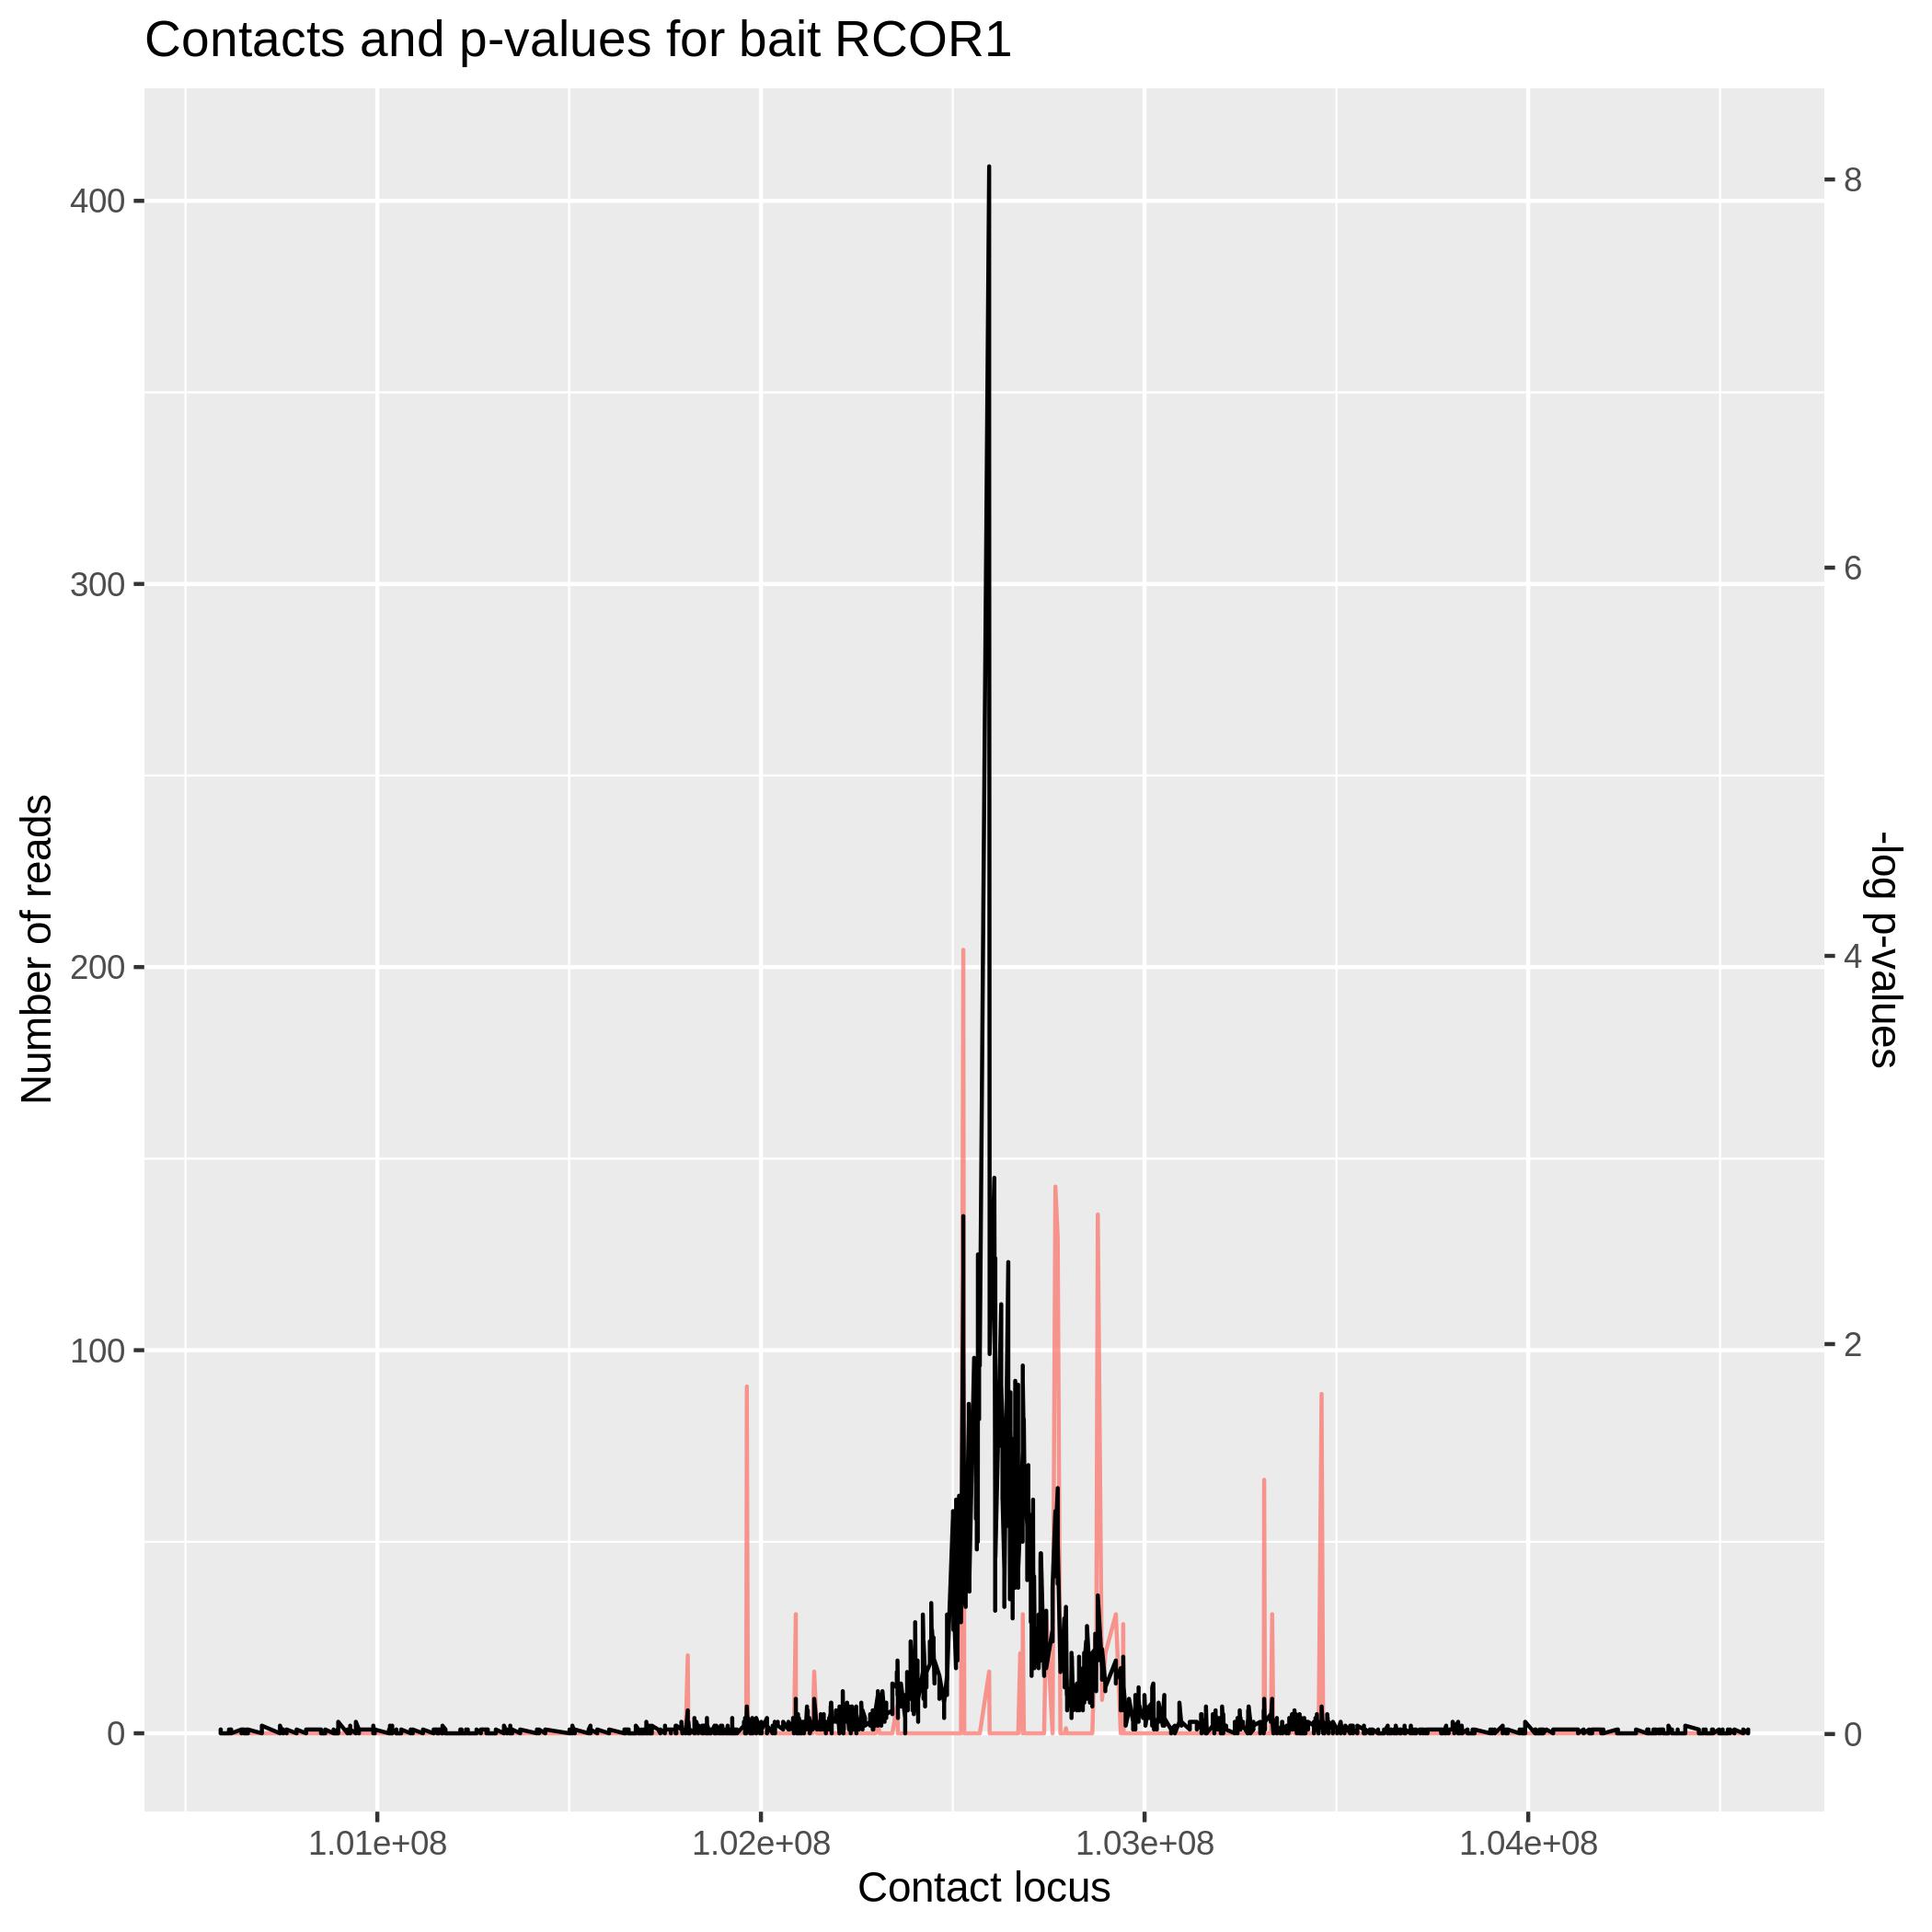 Contacts and p-values for bait RCOR1
400
300
200
100
0
Number of reads
8
6
4
2
0
-log p-values
1.01e+08
1.02e+08
1.03e+08
1.04e+08
Contact locus